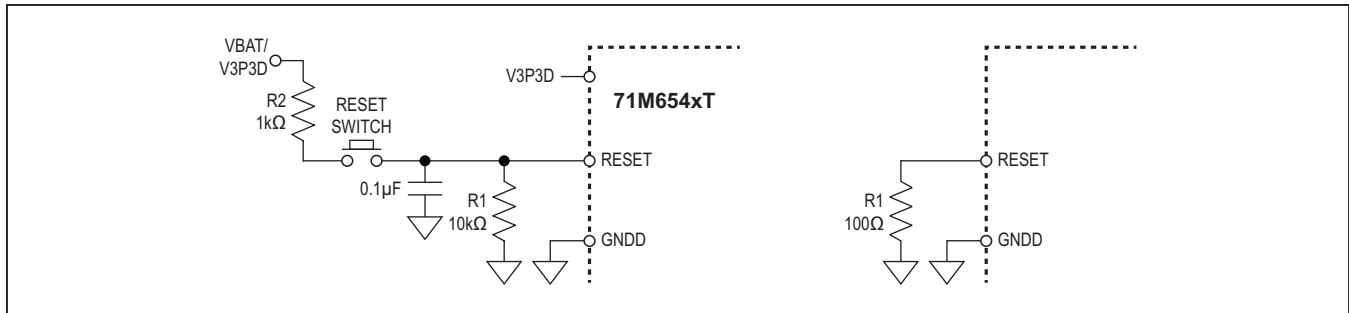 VBAT/
V3P3D
R2
1kΩ
RESET
SWITCH
0.1µF
R1
10kΩ
V3P3D
71M654xT
RESET
GNDD
R1
100Ω
RESET
GNDD